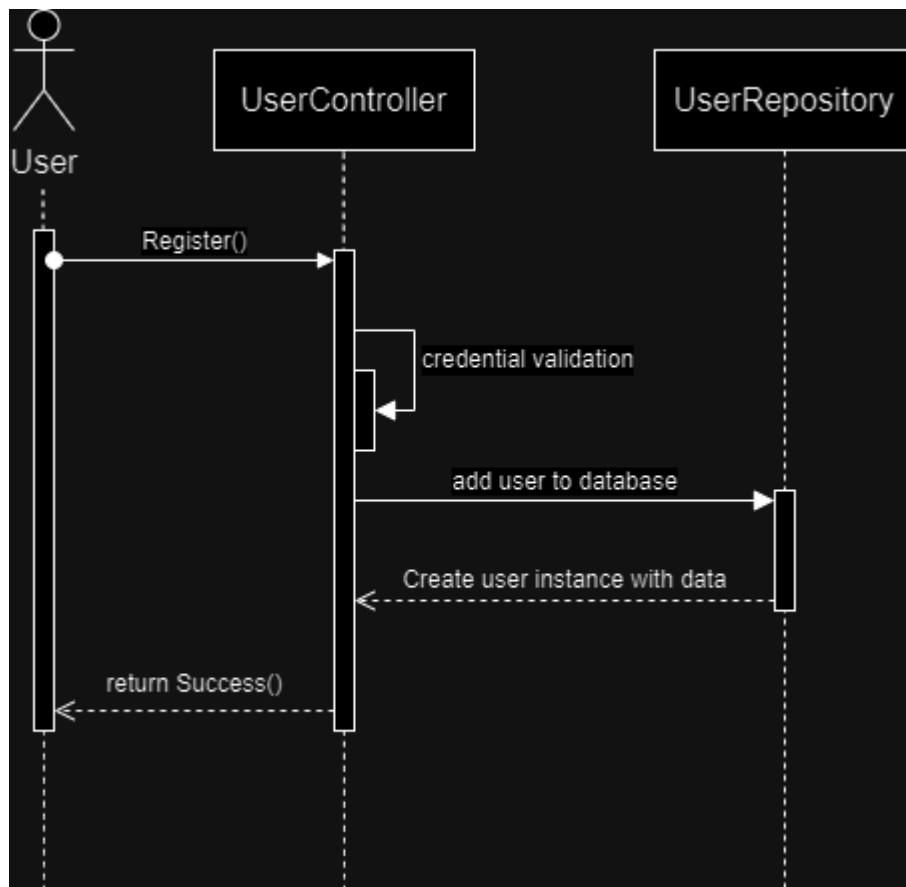 User
UserController
UserRepository
Register()
credential validation
add user to database
Create user instance with data
return Success()